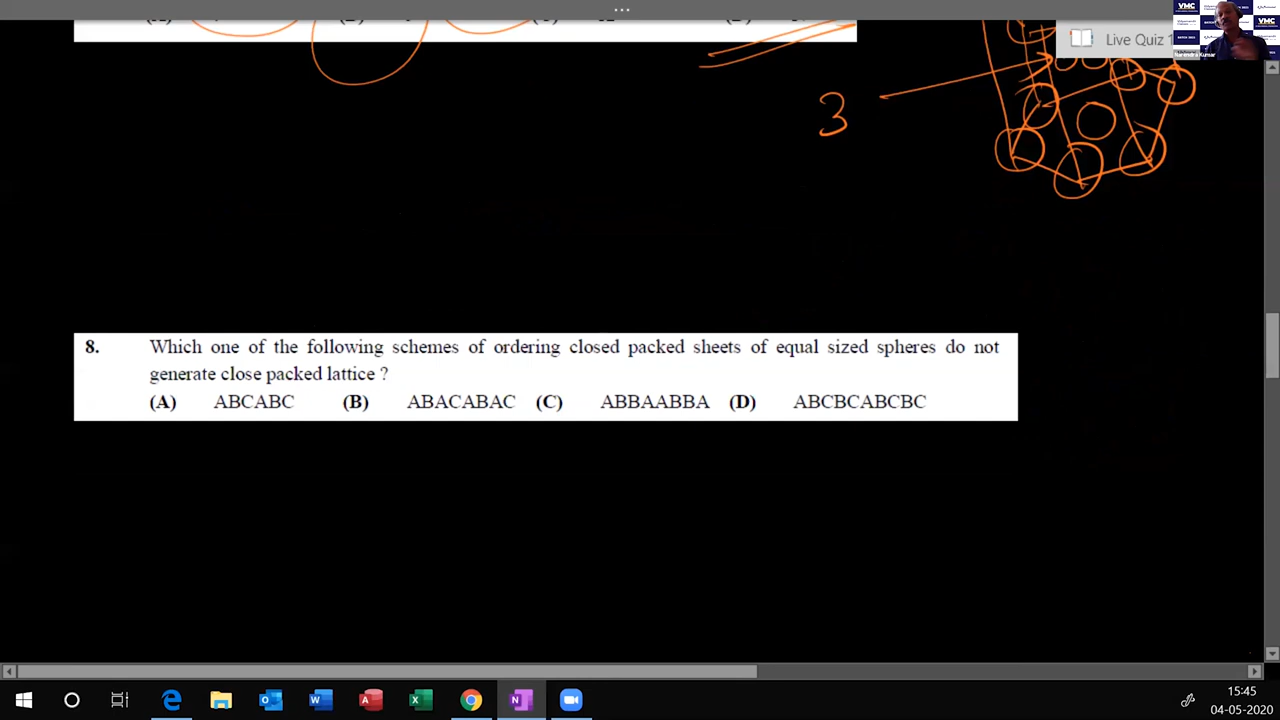 ...
VMC
Live Quiz 1
3
8. Which one of the following schemes of ordering closed packed sheets of equal sized spheres do not
generate close packed lattice ?
(A) ABCABC (B) ABACABAC (C) ABBAABBA (D) ABCBCABCBC
15:45
04-05-2020